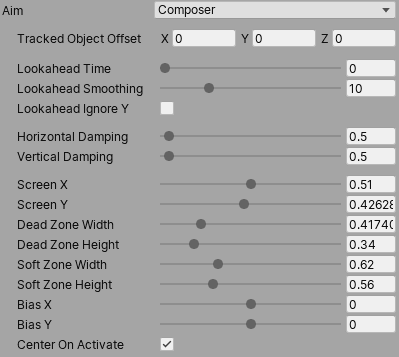 Aim Composer
Tracked Object Offset X 0 Y 0 Z 0
Lookahead Time 0
Lookahead Smoothing 10
Lookahead Ignore Y
Horizontal Damping 0.5
Vertical Damping 0.5
Screen X 0.51
Screen Y 0.42628
Dead Zone Width 0.41740
Dead Zone Height 0.34
Soft Zone Width 0.62
Soft Zone Height 0.56
Bias X 0
Bias Y 0
Center On Activate